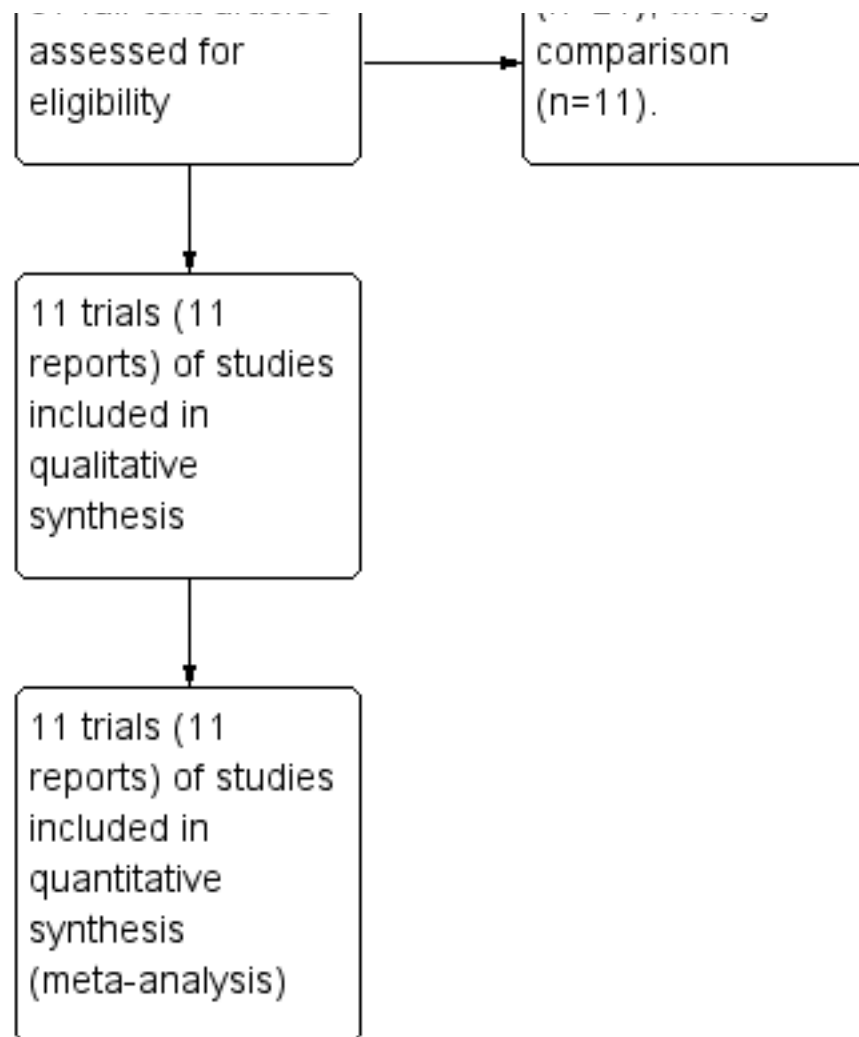 assessed for
eligibility
comparison
(n=11).
11 trials (11
reports) of studies
included in
qualitative
synthesis
11 trials (11
reports) of studies
included in
quantitative
synthesis
(meta-analysis)